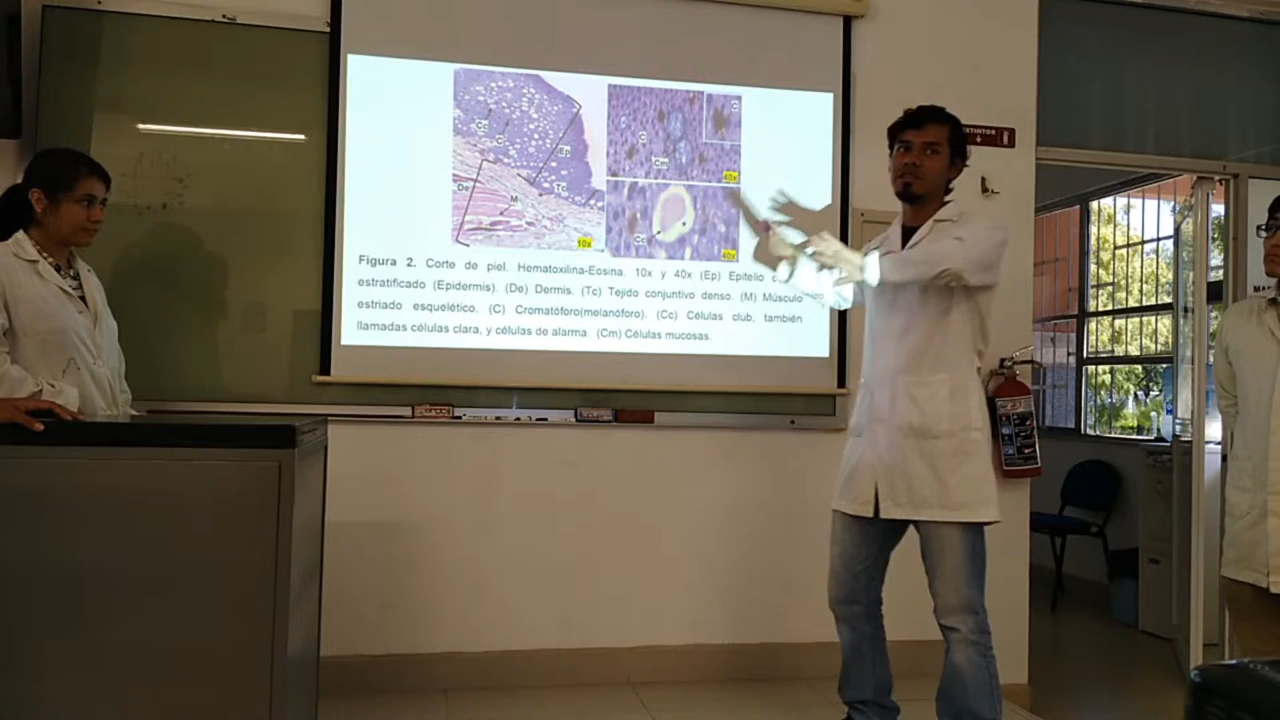 Cc
C
Ep
De
M
Tc
10x
C
C
Cm
40x
Cc
40x
Figura 2. Corte de piel. Hematoxilina-Eosina. 10x y 40x (Ep) Epitelio
estratificado (Epidermis). (De) Dermis. (Tc) Tejido conjuntivo denso. (M) Músculo
estriado esquelético. (C) Cromatóforo(melanóforo). (Cc) Células club, también
llamadas células clara, y células de alarma. (Cm) Células mucosas.